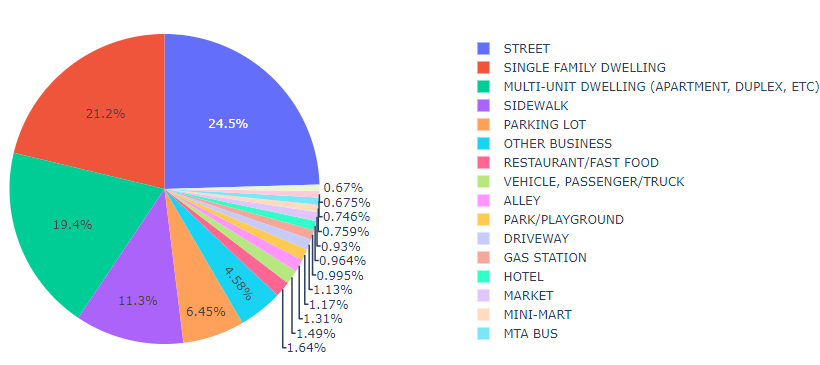 24.5%
21.2%
19.4%
11.3%
6.45%
4.58%
0.67%
0.675%
0.746%
0.759%
0.93%
0.964%
0.995%
1.13%
1.17%
1.31%
1.49%
1.64%
STREET
SINGLE FAMILY DWELLING
MULTI-UNIT DWELLING (APARTMENT, DUPLEX, ETC)
SIDEWALK
PARKING LOT
OTHER BUSINESS
RESTAURANT/FAST FOOD
VEHICLE, PASSENGER/TRUCK
ALLEY
PARK/PLAYGROUND
DRIVEWAY
GAS STATION
HOTEL
MARKET
MINI-MART
MTA BUS